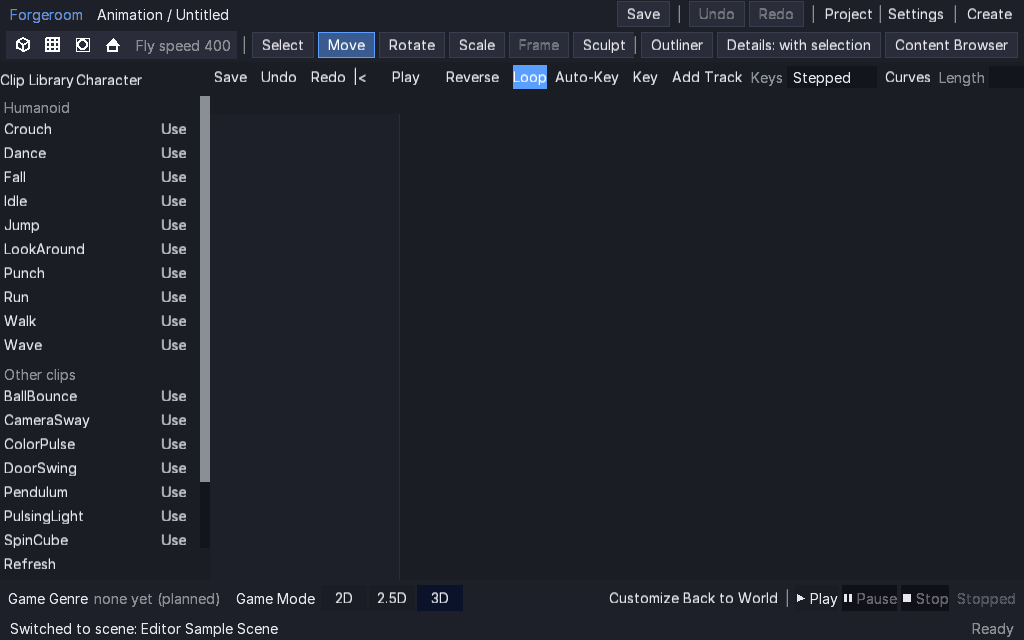 Forgeroom Animation / Untitled Save | Undo Redo | Project | Settings | Create
Fly speed 400 | Select Move Rotate Scale Frame Sculpt | Outliner Details: with selection Content Browser
Clip Library Character Save Undo Redo |< Play Reverse Loop Auto-Key Key Add Track Keys Stepped Curves Length
Humanoid
Crouch Use
Dance Use
Fall Use
Idle Use
Jump Use
LookAround Use
Punch Use
Run Use
Walk Use
Wave Use
Other clips
BallBounce Use
CameraSway Use
ColorPulse Use
DoorSwing Use
Pendulum Use
PulsingLight Use
SpinCube Use
Refresh
Game Genre none yet (planned) Game Mode 2D 2.5D 3D Customize Back to World | Play Pause Stop Stopped
Switched to scene: Editor Sample Scene Ready